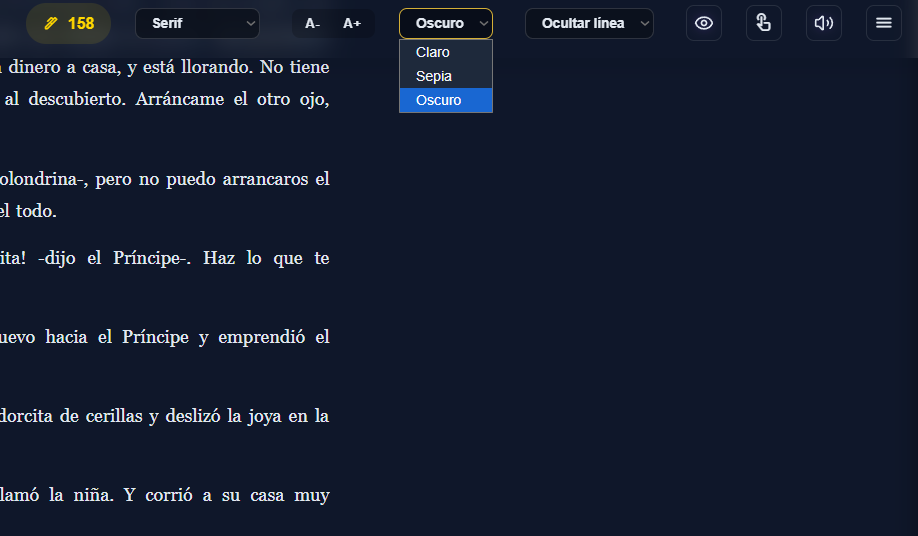 158
Serif
A-
A+
Oscuro
Ocultar línea
Claro
Sepia
Oscuro
dinero a casa, y está llorando. No tiene
al descubierto. Arráncame el otro ojo,
olondrina-, pero no puedo arrancaros el
el todo.
ita! -dijo el Príncipe-. Haz lo que te
uevo hacia el Príncipe y emprendió el
dorcita de cerillas y deslizó la joya en la
lamó la niña. Y corrió a su casa muy